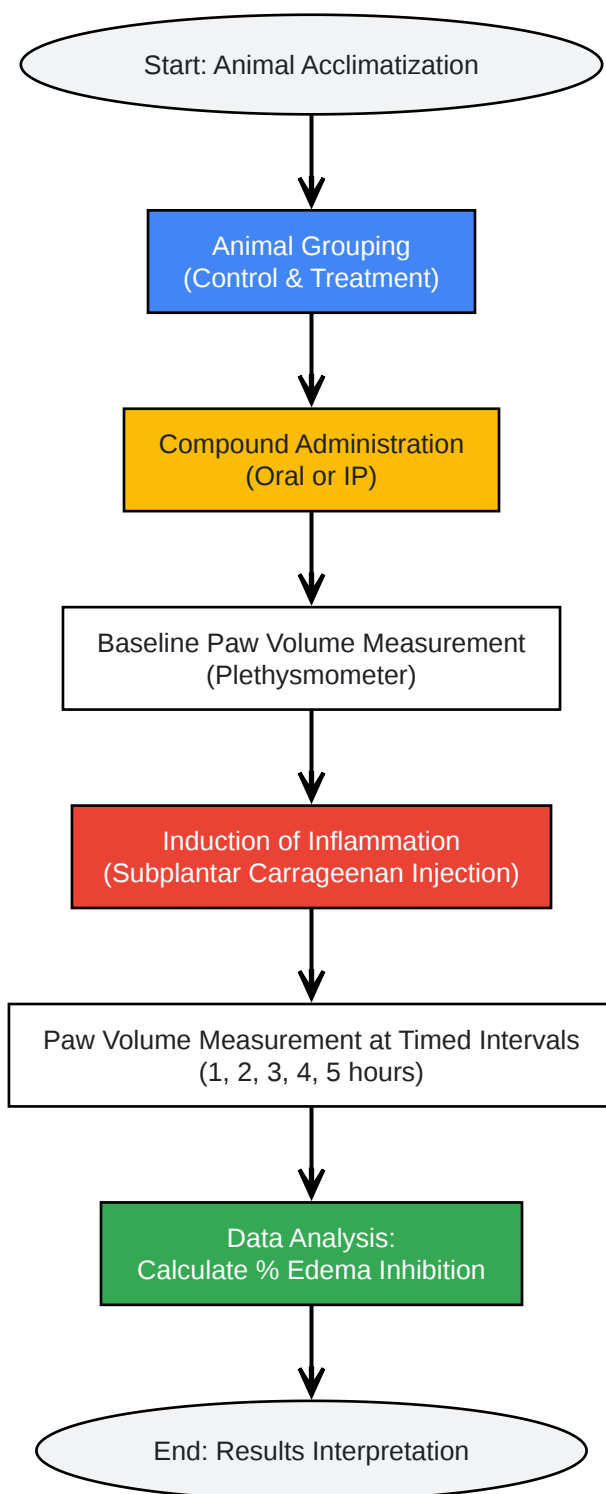 Start: Animal Acclimatization
Animal Grouping
(Control & Treatment)
Compound Administration
(Oral or IP)
Baseline Paw Volume Measurement
(Plethysmometer)
Induction of Inflammation
(Subplantar Carrageenan Injection)
Paw Volume Measurement at Timed Intervals
(1, 2, 3, 4, 5 hours)
Data Analysis:
Calculate % Edema Inhibition
End: Results Interpretation